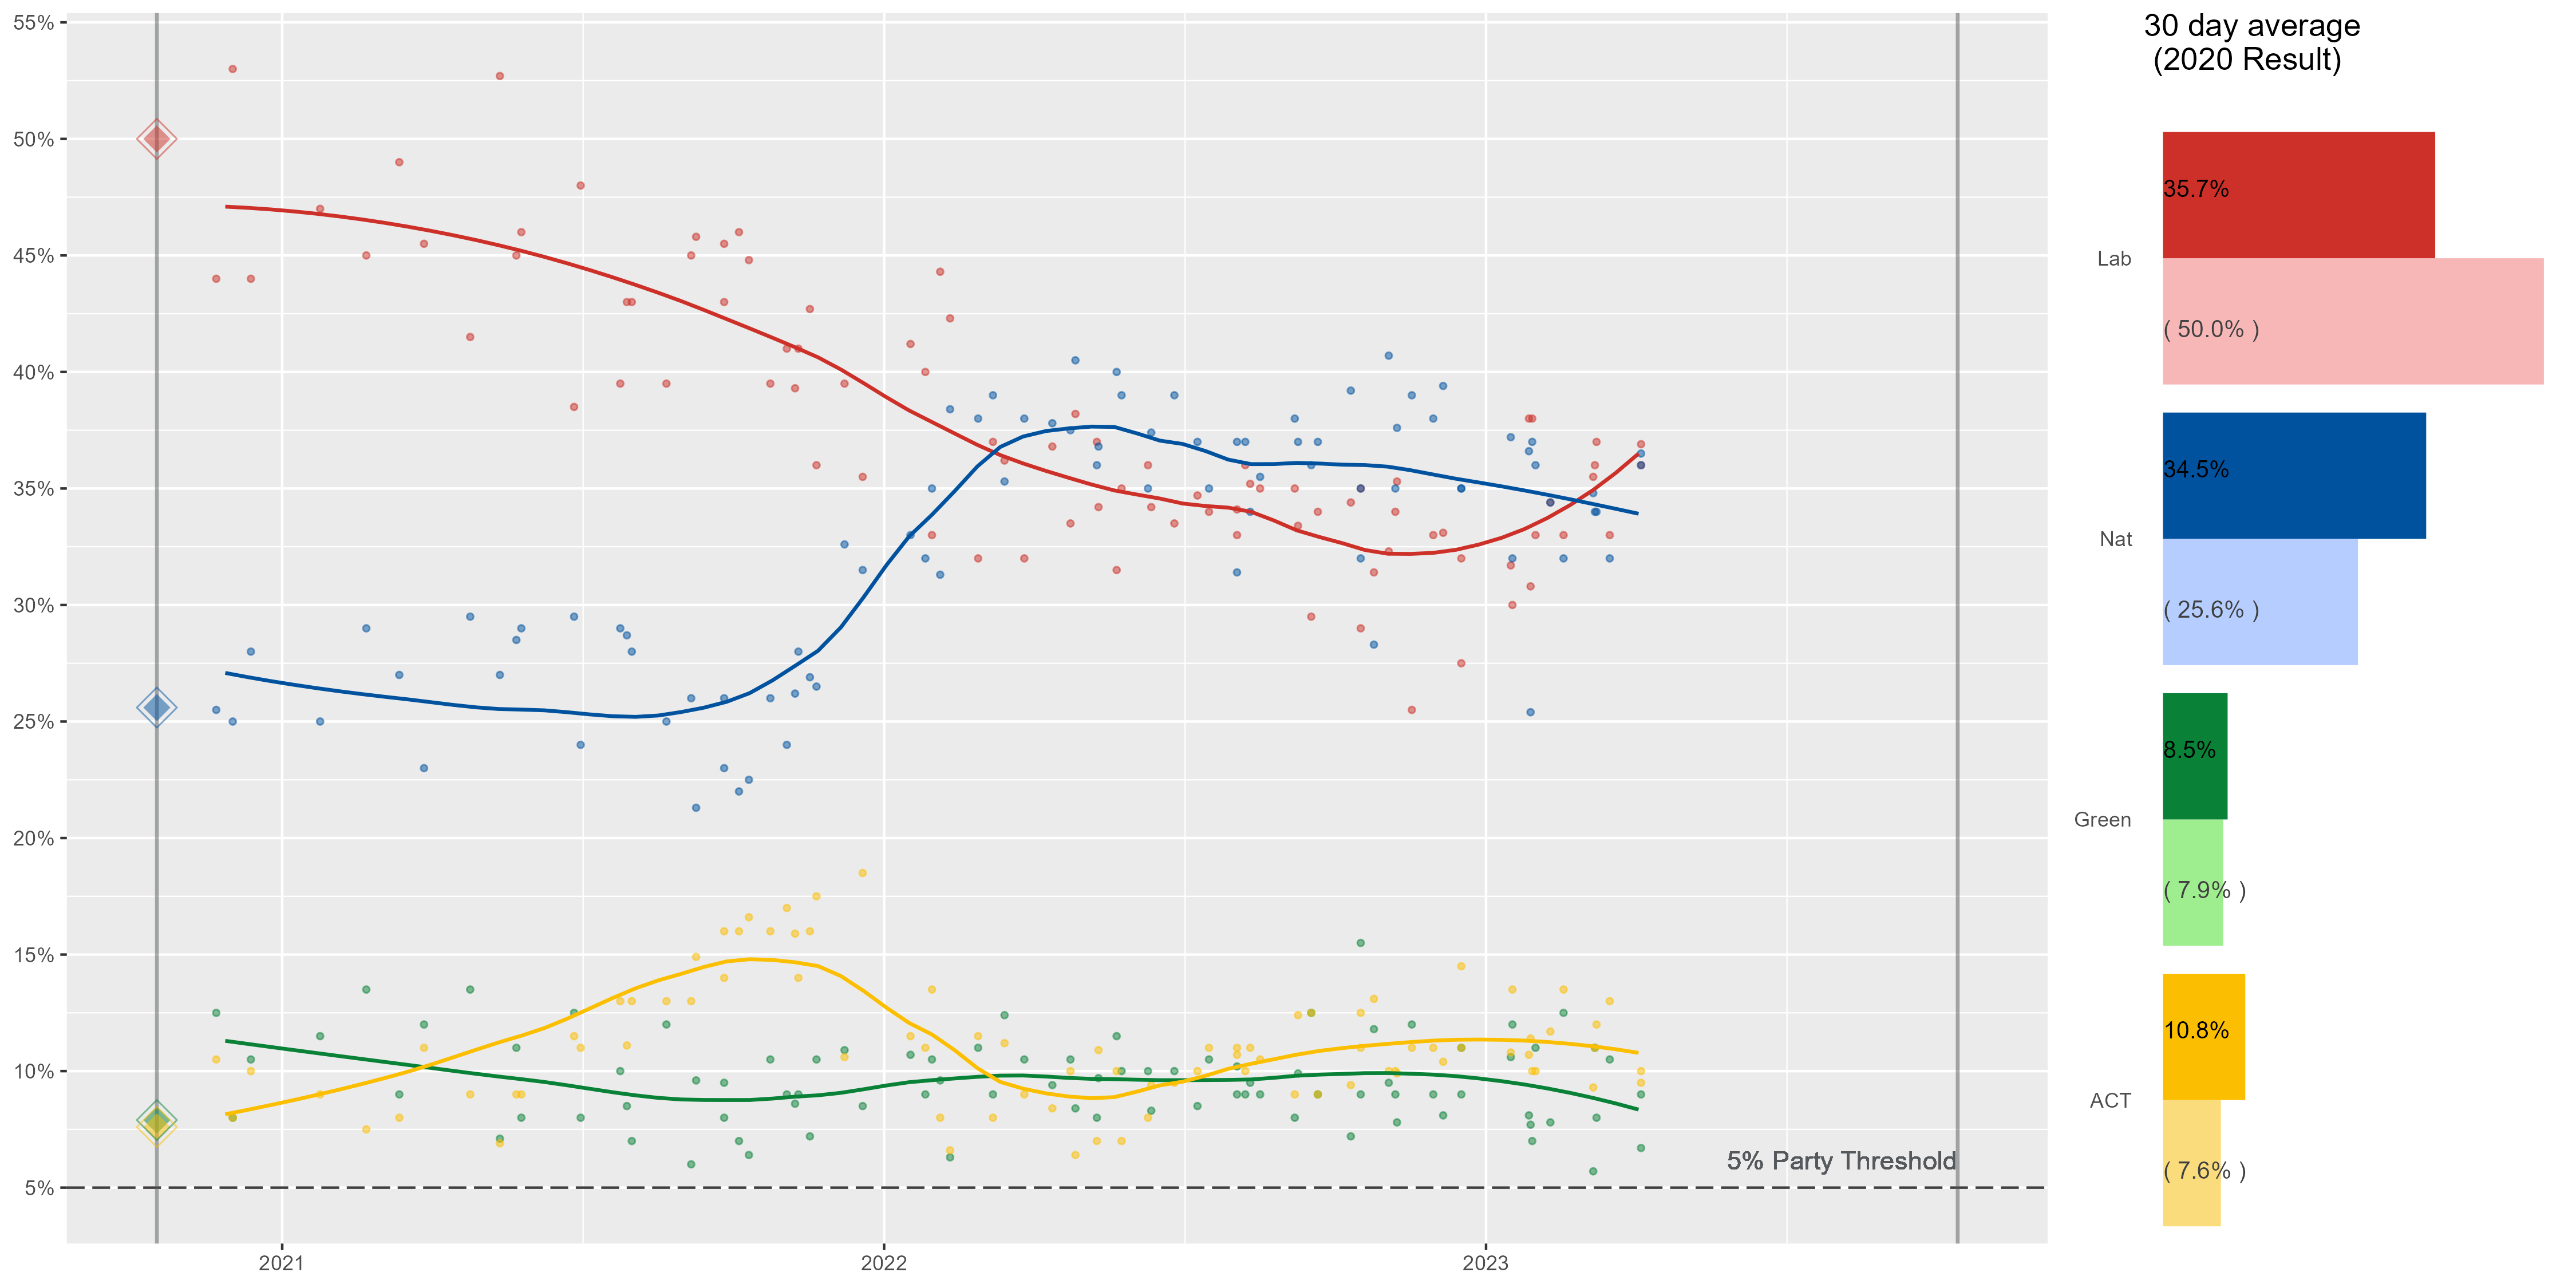 55%
50%
45%
40%
35%
30%
25%
20%
15%
10%
5%
2021
2022
2023
5% Party Threshold
30 day average
(2020 Result)
Lab
35.7%
( 50.0% )
Nat
34.5%
( 25.6% )
Green
8.5%
( 7.9% )
ACT
10.8%
( 7.6% )